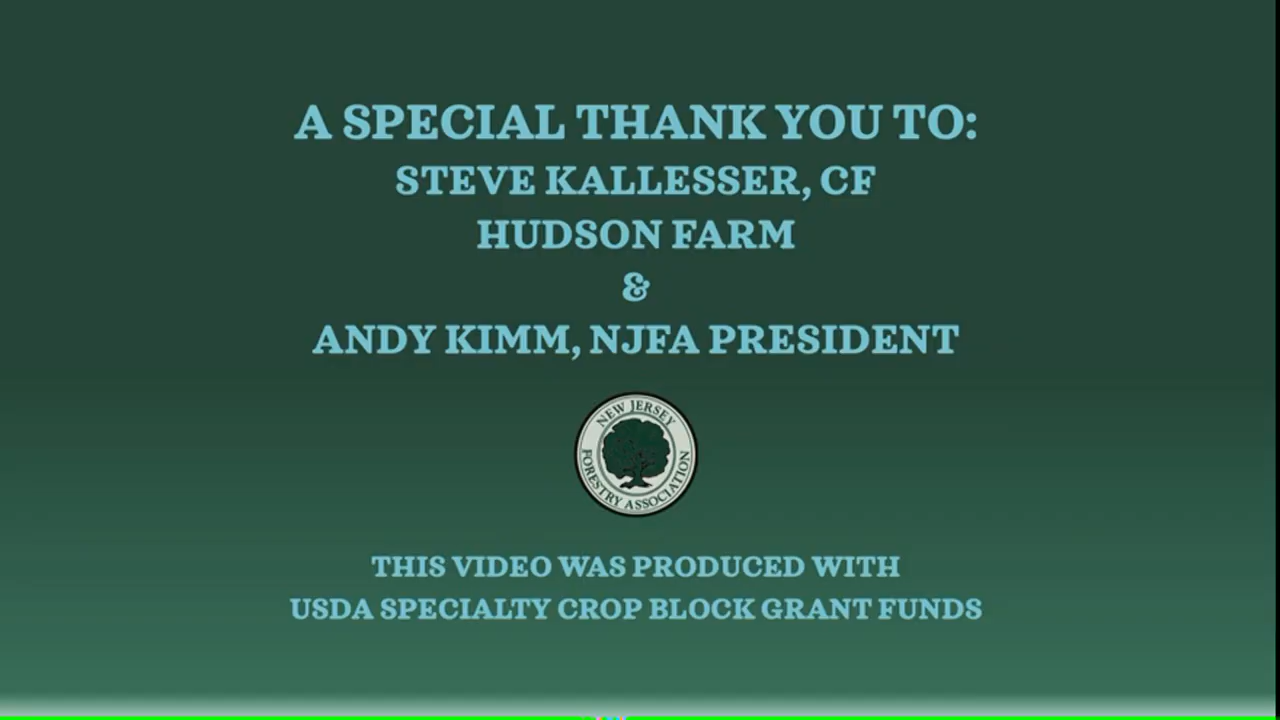 A SPECIAL THANK YOU TO:
STEVE KALLESSER, CF
HUDSON FARM
&
ANDY KIMM, NJFA PRESIDENT
NEW JERSEY
FORESTRY ASSOCIATION
THIS VIDEO WAS PRODUCED WITH
USDA SPECIALTY CROP BLOCK GRANT FUNDS